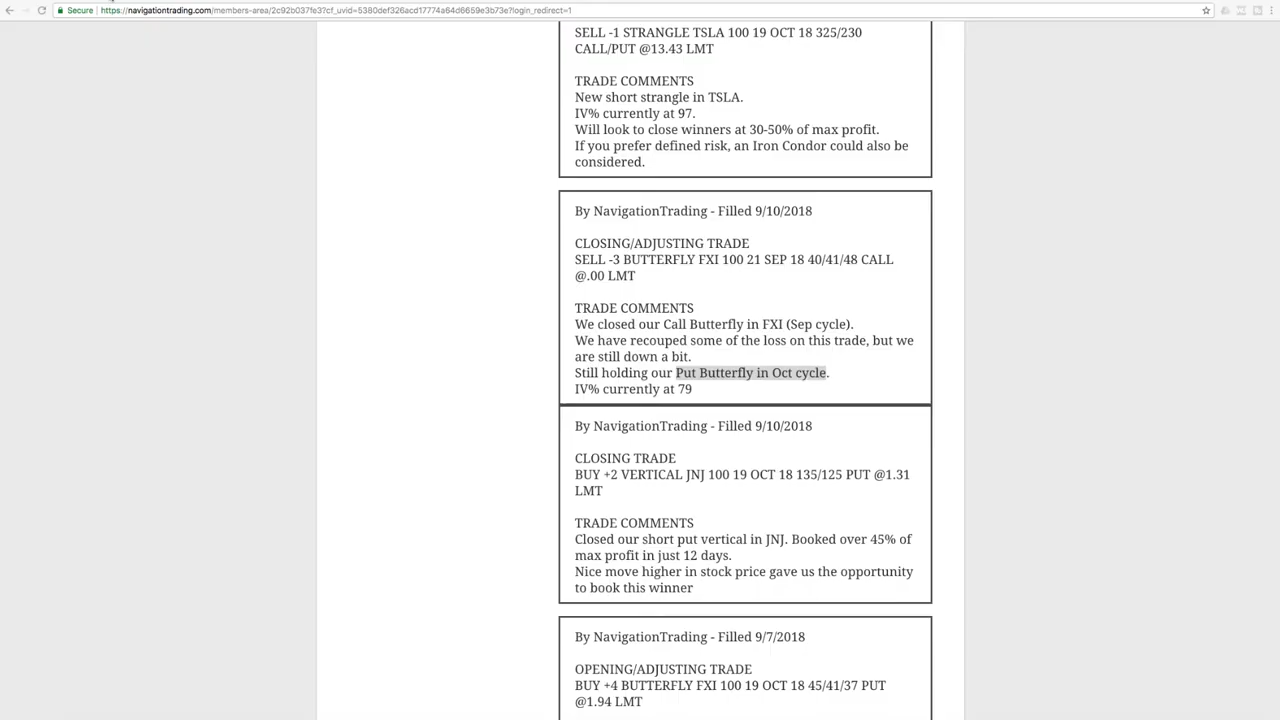 Secure
https://navigationtrading.com/members-area/2c92b037fe3?cf_uvid=5380def326acd17774a64d6659e3b73e?login_redirect=1
SELL -1 STRANGLE TSLA 100 19 OCT 18 325/230
CALL/PUT @13.43 LMT
TRADE COMMENTS
New short strangle in TSLA.
IV% currently at 97.
Will look to close winners at 30-50% of max profit.
If you prefer defined risk, an Iron Condor could also be
considered.
By NavigationTrading - Filled 9/10/2018
CLOSING/ADJUSTING TRADE
SELL -3 BUTTERFLY FXI 100 21 SEP 18 40/41/48 CALL
@.00 LMT
TRADE COMMENTS
We closed our Call Butterfly in FXI (Sep cycle).
We have recouped some of the loss on this trade, but we
are still down a bit.
Still holding our Put Butterfly in Oct cycle.
IV% currently at 79
By NavigationTrading - Filled 9/10/2018
CLOSING TRADE
BUY +2 VERTICAL JNJ 100 19 OCT 18 135/125 PUT @1.31
LMT
TRADE COMMENTS
Closed our short put vertical in JNJ. Booked over 45% of
max profit in just 12 days.
Nice move higher in stock price gave us the opportunity
to book this winner
By NavigationTrading - Filled 9/7/2018
OPENING/ADJUSTING TRADE
BUY +4 BUTTERFLY FXI 100 19 OCT 18 45/41/37 PUT
@1.94 LMT